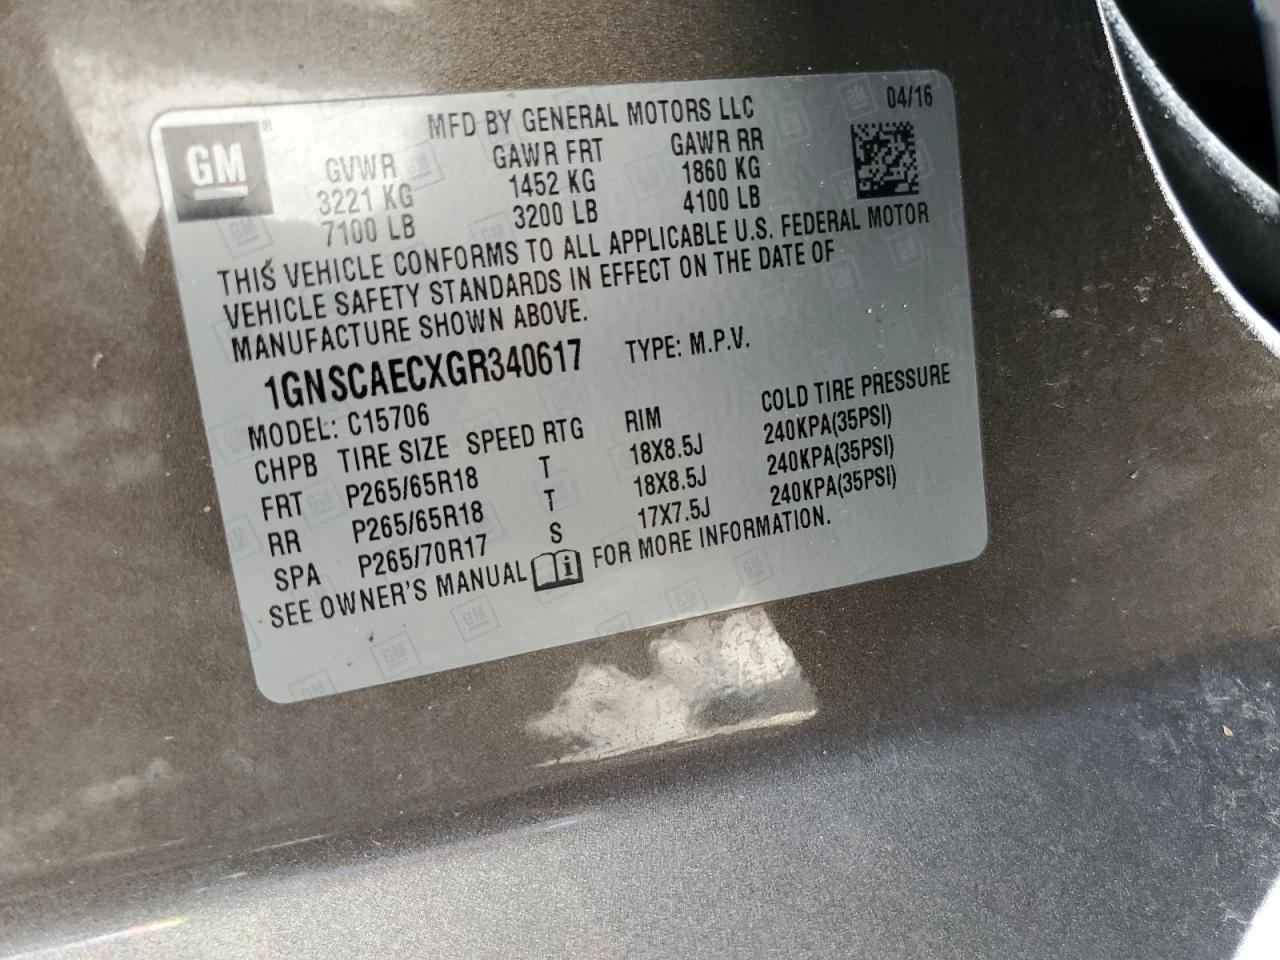 GM ®
MFD BY GENERAL MOTORS LLC 04/16
GVWR GAWR FRT GAWR RR
3221 KG 1452 KG 1860 KG
7100 LB 3200 LB 4100 LB
THIS VEHICLE CONFORMS TO ALL APPLICABLE U.S. FEDERAL MOTOR
VEHICLE SAFETY STANDARDS IN EFFECT ON THE DATE OF
MANUFACTURE SHOWN ABOVE.
1GNSCAECXGR340617 TYPE: M.P.V.
MODEL: C15706
CHPB TIRE SIZE SPEED RTG RIM COLD TIRE PRESSURE
FRT P265/65R18 T 18X8.5J 240KPA(35PSI)
RR P265/65R18 T 18X8.5J 240KPA(35PSI)
SPA P265/70R17 S 17X7.5J 240KPA(35PSI)
SEE OWNER'S MANUAL i FOR MORE INFORMATION.